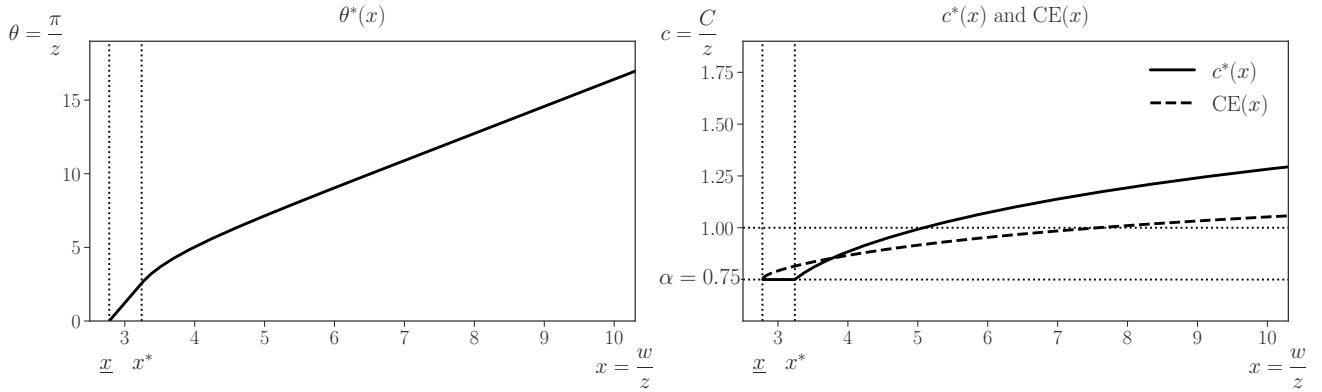 θ*(x)
θ = π/z
15
10
5
0
3 4 5 6 7 8 9 10
x x* x = w/z
c*(x) and CE(x)
c = C/z
1.75
1.50
1.25
1.00
α = 0.75
c*(x)
CE(x)
3 4 5 6 7 8 9 10
x x* x = w/z